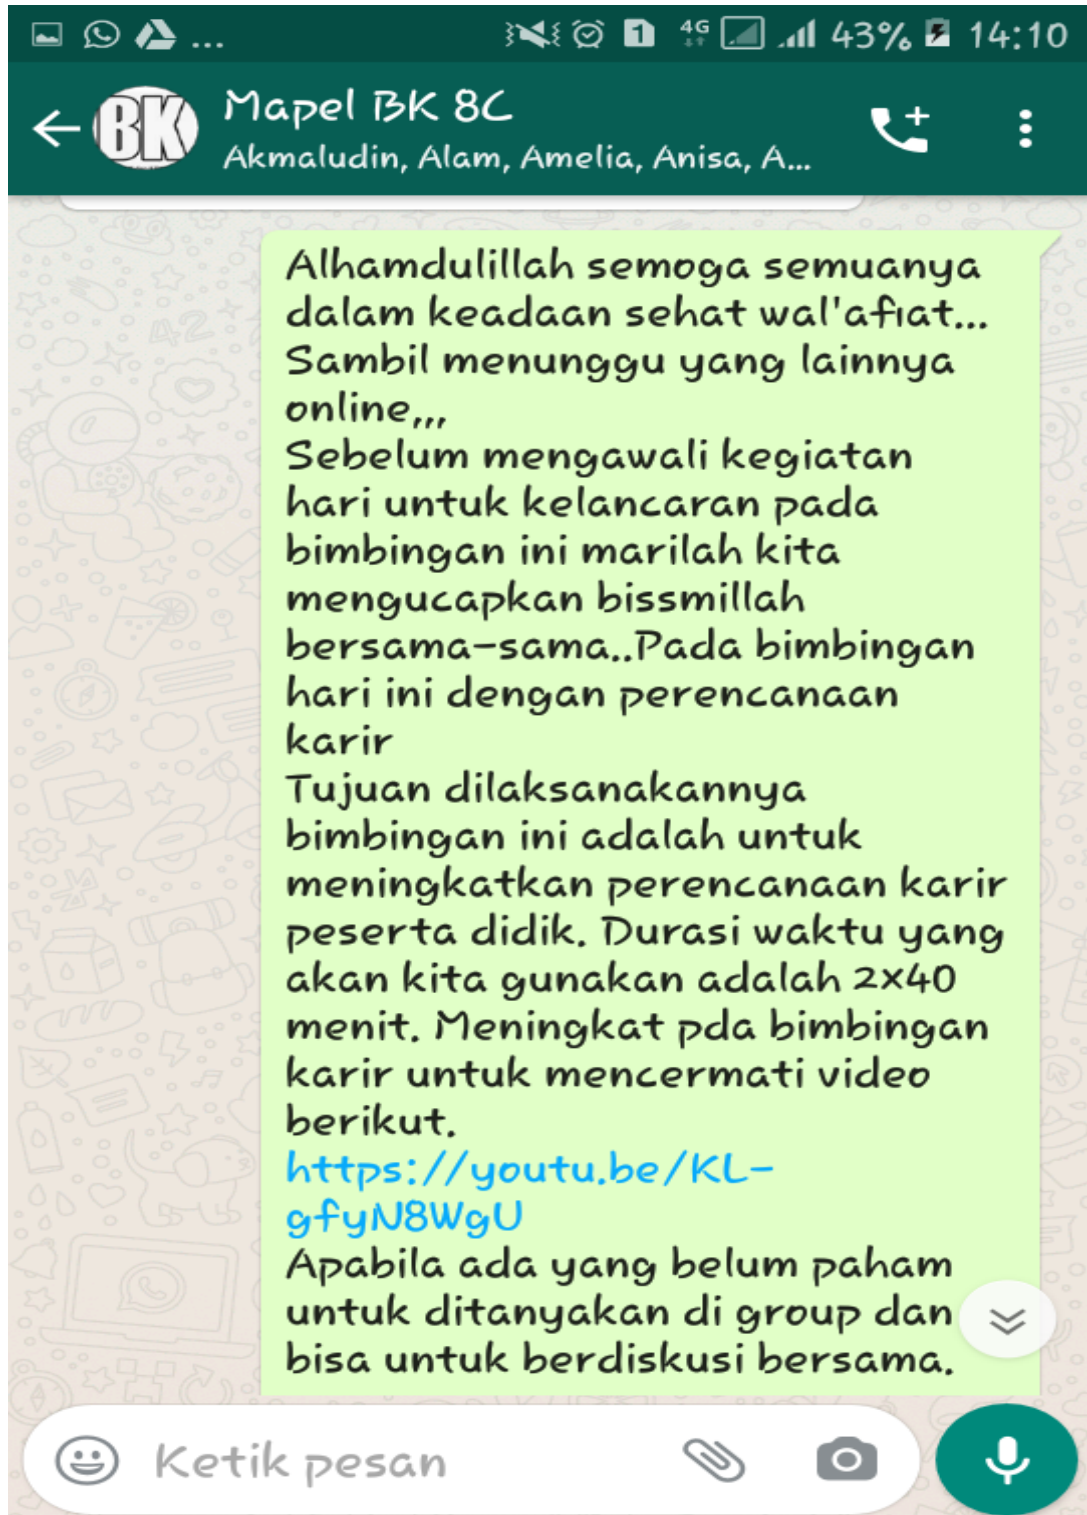 ...
1 4G 43% 14:10
BK
Mapel BK 8C
Akmaludin, Alam, Amelia, Anisa, A...
Alhamdulillah semoga semuanya
dalam keadaan sehat wal'afiat...
Sambil menunggu yang lainnya
online,,,
Sebelum mengawali kegiatan
hari untuk kelancaran pada
bimbingan ini marilah kita
mengucapkan bissmillah
bersama-sama..Pada bimbingan
hari ini dengan perencanaan
karir
Tujuan dilaksanakannya
bimbingan ini adalah untuk
meningkatkan perencanaan karir
peserta didik. Durasi waktu yang
akan kita gunakan adalah 2x40
menit. Meningkat pda bimbingan
karir untuk mencermati video
berikut.
https://youtu.be/KL-
gfyN8WgU
Apabila ada yang belum paham
untuk ditanyakan di group dan
bisa untuk berdiskusi bersama.
Ketik pesan